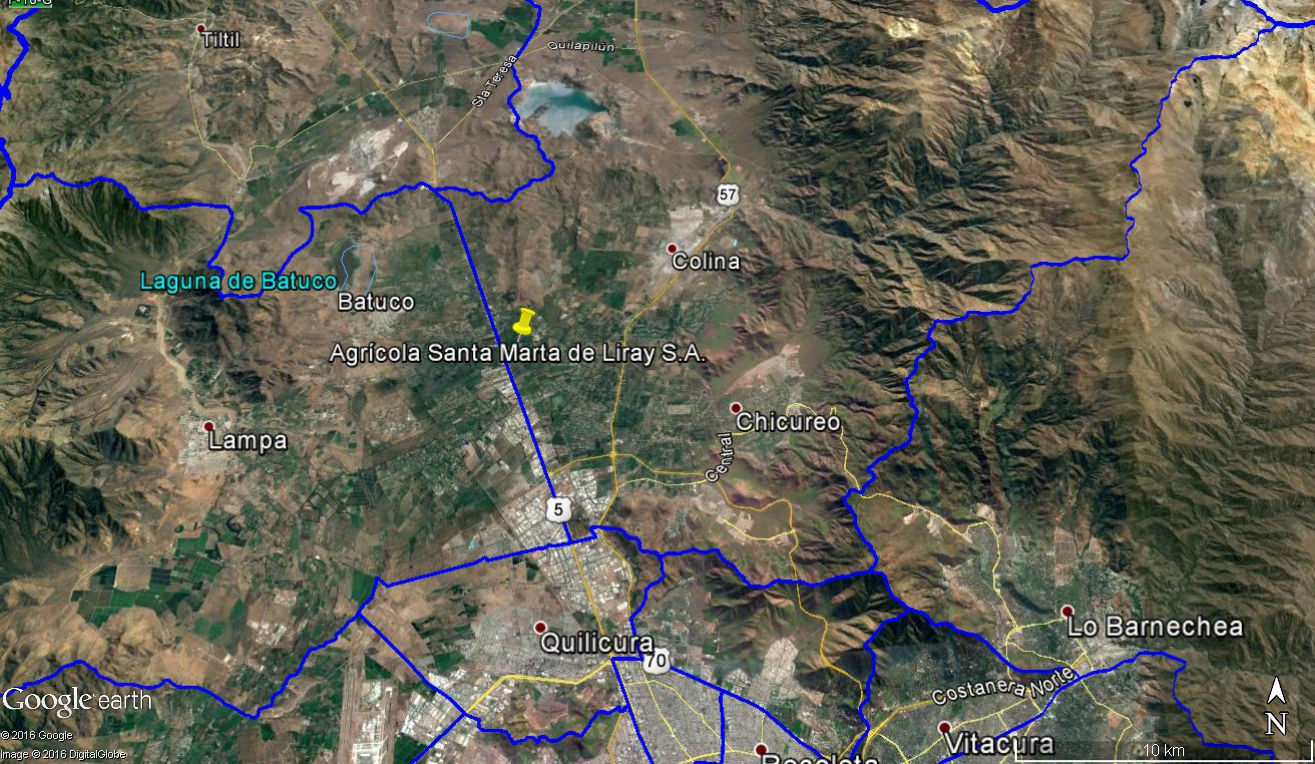 Tiltil
Quilapilún
Sta Teresa
57
Colina
Laguna de Batuco
Batuco
Agrícola Santa Marta de Liray S.A.
Chicureo
Central
Lampa
5
Lo Barnechea
Quilicura
70
Costanera Norte
Google earth
N
© 2016 Google
Vitacura
10 km
Image © 2016 DigitalGlobe